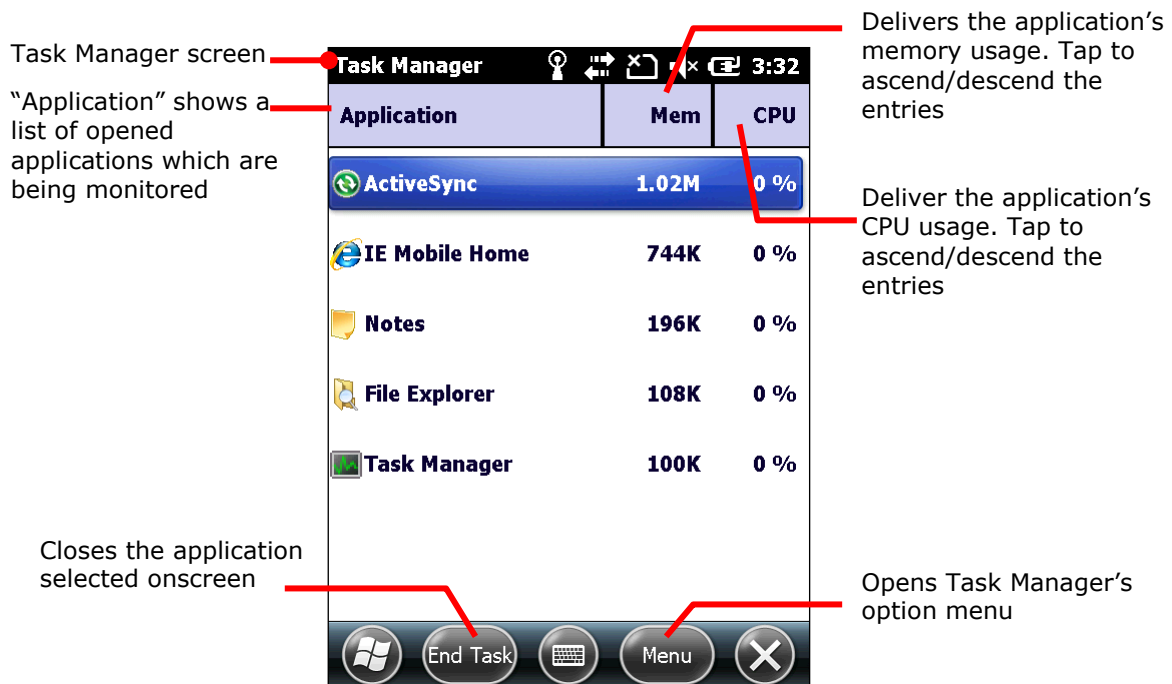 Task Manager screen
“Application” shows a
list of opened
applications which are
being monitored
Delivers the application’s
memory usage. Tap to
ascend/descend the
entries
Task Manager 3:32
Application Mem CPU
ActiveSync 1.02M 0 %
IE Mobile Home 744K 0 %
Notes 196K 0 %
File Explorer 108K 0 %
Task Manager 100K 0 %
Deliver the application’s
CPU usage. Tap to
ascend/descend the
entries
Closes the application
selected onscreen
Opens Task Manager’s
option menu
End Task Menu